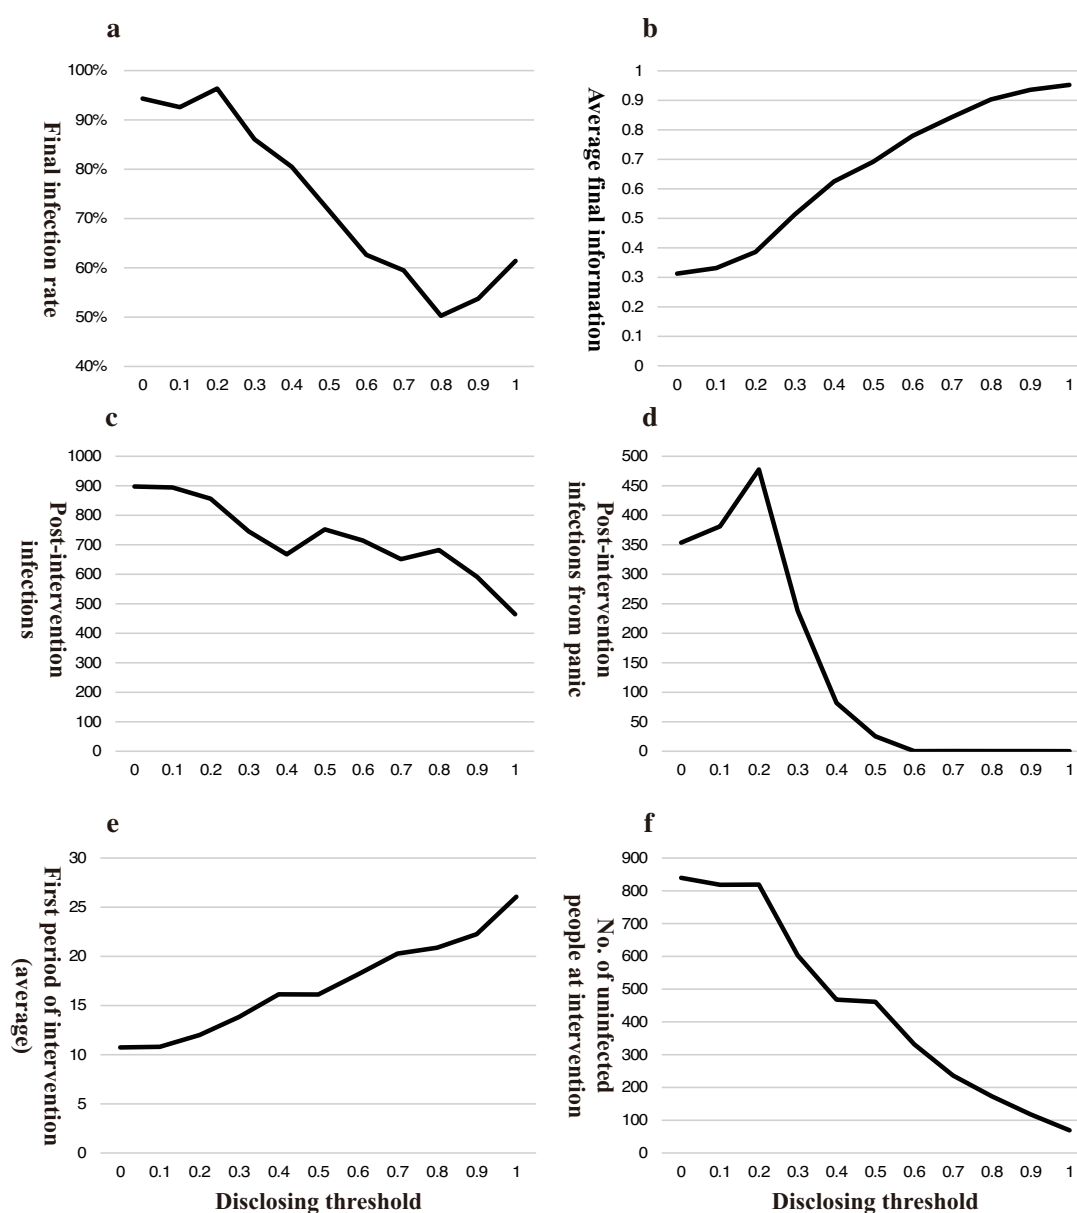 a
100%
90%
80%
70%
60%
50%
40%
Final infection rate
0 0.1 0.2 0.3 0.4 0.5 0.6 0.7 0.8 0.9 1
b
1
0.9
0.8
0.7
0.6
0.5
0.4
0.3
0.2
0.1
0
Average final information
0 0.1 0.2 0.3 0.4 0.5 0.6 0.7 0.8 0.9 1
c
1000
900
800
700
600
500
400
300
200
100
0
Post-intervention
infections
0 0.1 0.2 0.3 0.4 0.5 0.6 0.7 0.8 0.9 1
d
500
450
400
350
300
250
200
150
100
50
0
Post-intervention
infections from panic
0 0.1 0.2 0.3 0.4 0.5 0.6 0.7 0.8 0.9 1
e
30
25
20
15
10
5
0
First period of intervention
(average)
0 0.1 0.2 0.3 0.4 0.5 0.6 0.7 0.8 0.9 1
Disclosing threshold
f
900
800
700
600
500
400
300
200
100
0
No. of uninfected
people at intervention
0 0.1 0.2 0.3 0.4 0.5 0.6 0.7 0.8 0.9 1
Disclosing threshold